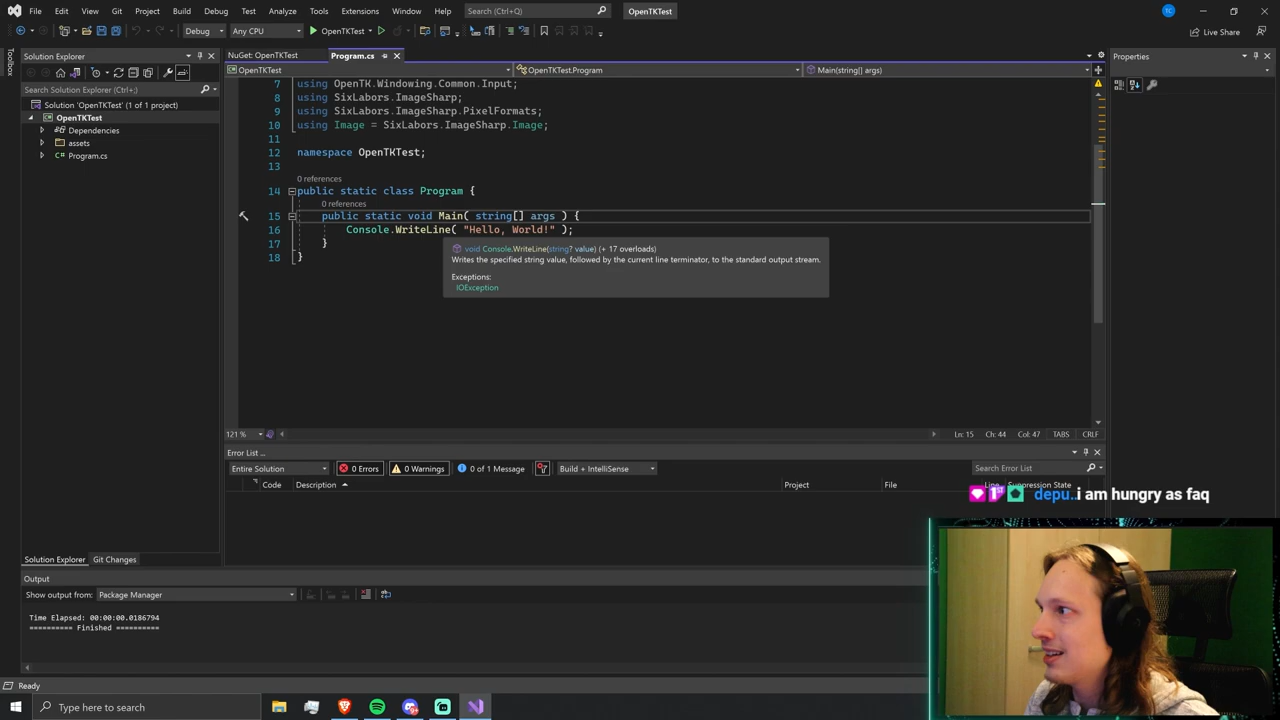 File Edit View Git Project Build Debug Test Analyze Tools Extensions Window Help Search (Ctrl+Q) OpenTKTest TC
Debug Any CPU OpenTKTest Live Share
Toolbox
Solution Explorer
Search Solution Explorer (Ctrl+;)
Solution 'OpenTKTest' (1 of 1 project)
OpenTKTest
Dependencies
assets
Program.cs
NuGet: OpenTKTest Program.cs
OpenTKTest OpenTKTest.Program Main(string[] args)
7 using OpenTK.Windowing.Common.Input;
8 using SixLabors.ImageSharp;
9 using SixLabors.ImageSharp.PixelFormats;
10 using Image = SixLabors.ImageSharp.Image;
11
12 namespace OpenTKTest;
13
0 references
14 public static class Program {
0 references
15 public static void Main( string[] args ) {
16 Console.WriteLine( "Hello, World!" );
17 }
18 }
void Console.WriteLine(string? value) (+ 17 overloads)
Writes the specified string value, followed by the current line terminator, to the standard output stream.
Exceptions:
IOException
121 % Ln: 15 Ch: 44 Col: 47 TABS CRLF
Properties
Error List ...
Entire Solution 0 Errors 0 Warnings 0 of 1 Message Build + IntelliSense Search Error List
Code Description Project File Line Suppression State
depu..i am hungry as faq
Solution Explorer Git Changes
Output
Show output from: Package Manager
Time Elapsed: 00:00:00.0186794
========== Finished ==========
Ready
Type here to search